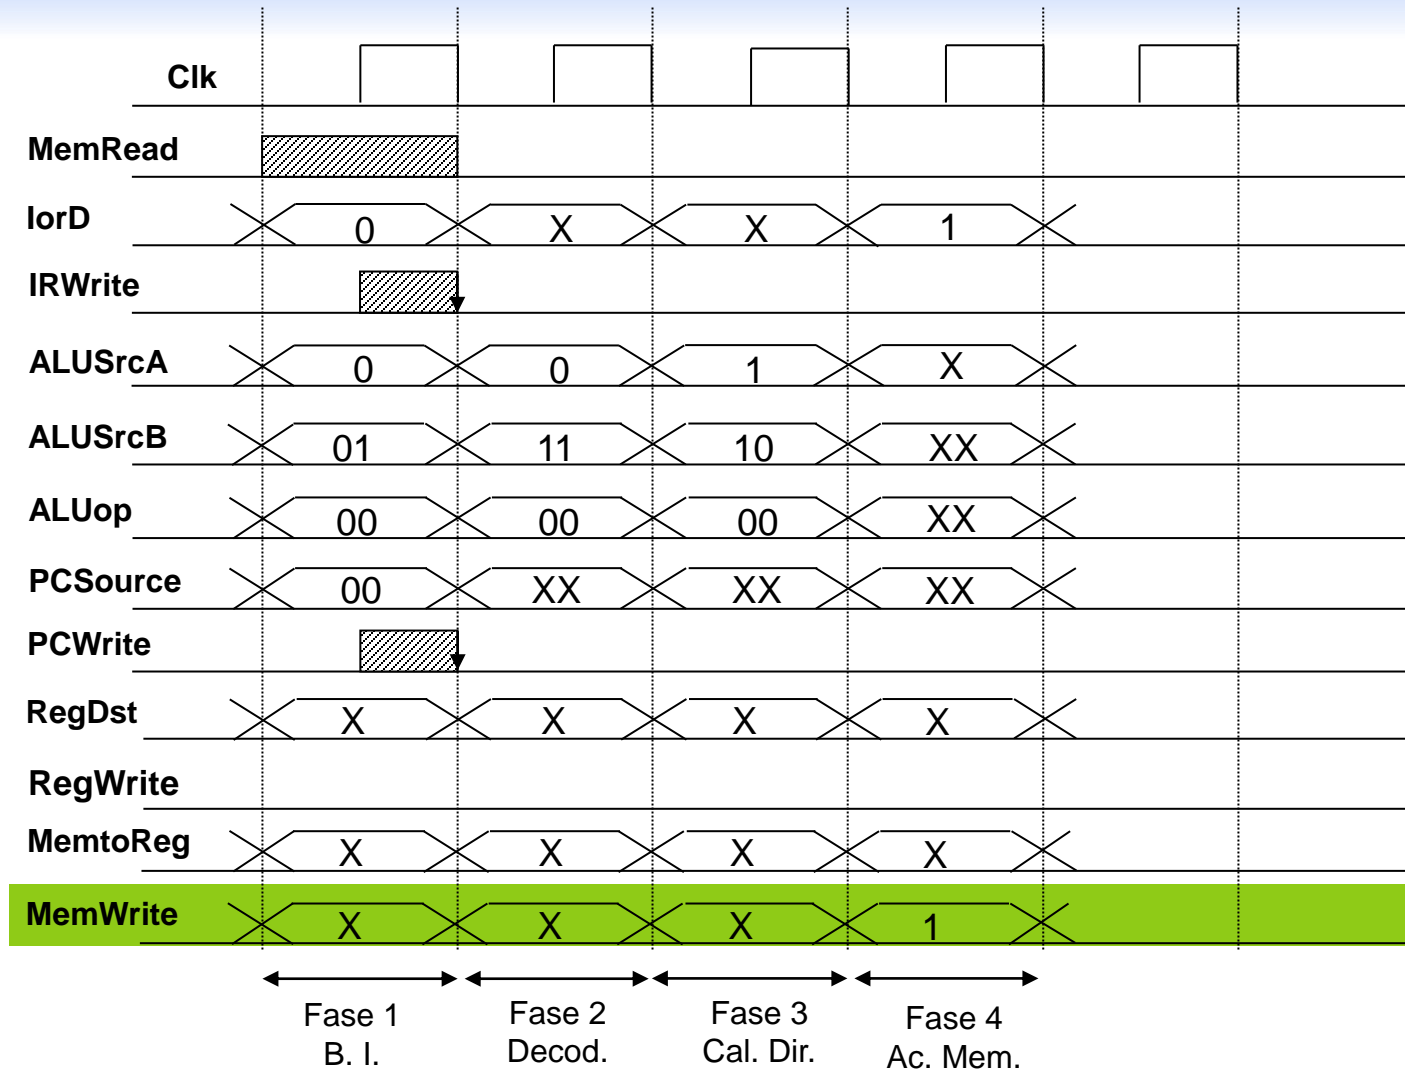 Clk
MemRead
IorD 0 X X 1
IRWrite
ALUSrcA 0 0 1 X
ALUSrcB 01 11 10 XX
ALUop 00 00 00 XX
PCSource 00 XX XX XX
PCWrite
RegDst X X X X
RegWrite
MemtoReg X X X X
MemWrite X X X 1
Fase 1 Fase 2 Fase 3 Fase 4
B. I. Decod. Cal. Dir. Ac. Mem.